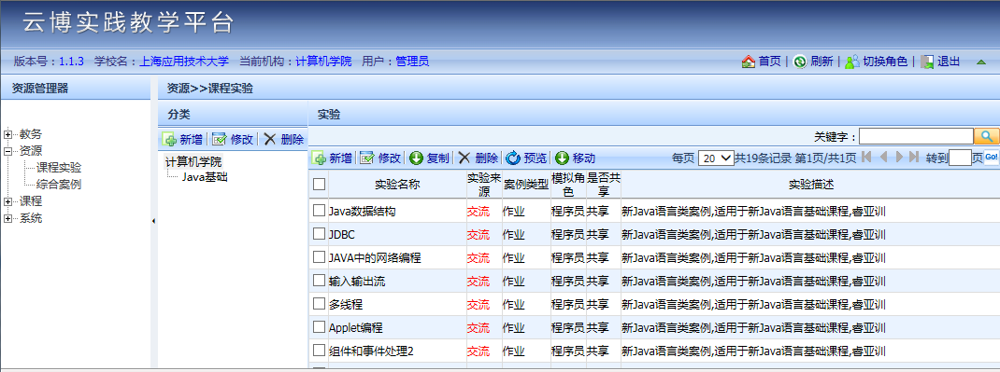 云博实践教学平台
版本号：1.1.3 学校名：上海应用技术大学 当前机构：计算机学院 用户：管理员
首页 | 刷新 | 切换角色 | 退出
资源管理器
教务
资源
课程实验
综合案例
课程
系统
资源>>课程实验
分类
新增 | 修改 | 删除
计算机学院
Java基础
实验
关键字：
新增 | 修改 | 复制 | 删除 | 预览 | 移动
每页 20 共19条记录 第1页/共1页 转到 页 Go!
实验名称 实验来源 案例类型 模拟角色 是否共享 实验描述
Java数据结构 交流 作业 程序员 共享 新Java语言类案例,适用于新Java语言基础课程,睿亚训
JDBC 交流 作业 程序员 共享 新Java语言类案例,适用于新Java语言基础课程,睿亚训
JAVA中的网络编程 交流 作业 程序员 共享 新Java语言类案例,适用于新Java语言基础课程,睿亚训
输入输出流 交流 作业 程序员 共享 新Java语言类案例,适用于新Java语言基础课程,睿亚训
多线程 交流 作业 程序员 共享 新Java语言类案例,适用于新Java语言基础课程,睿亚训
Applet编程 交流 作业 程序员 共享 新Java语言类案例,适用于新Java语言基础课程,睿亚训
组件和事件处理2 交流 作业 程序员 共享 新Java语言类案例,适用于新Java语言基础课程,睿亚训